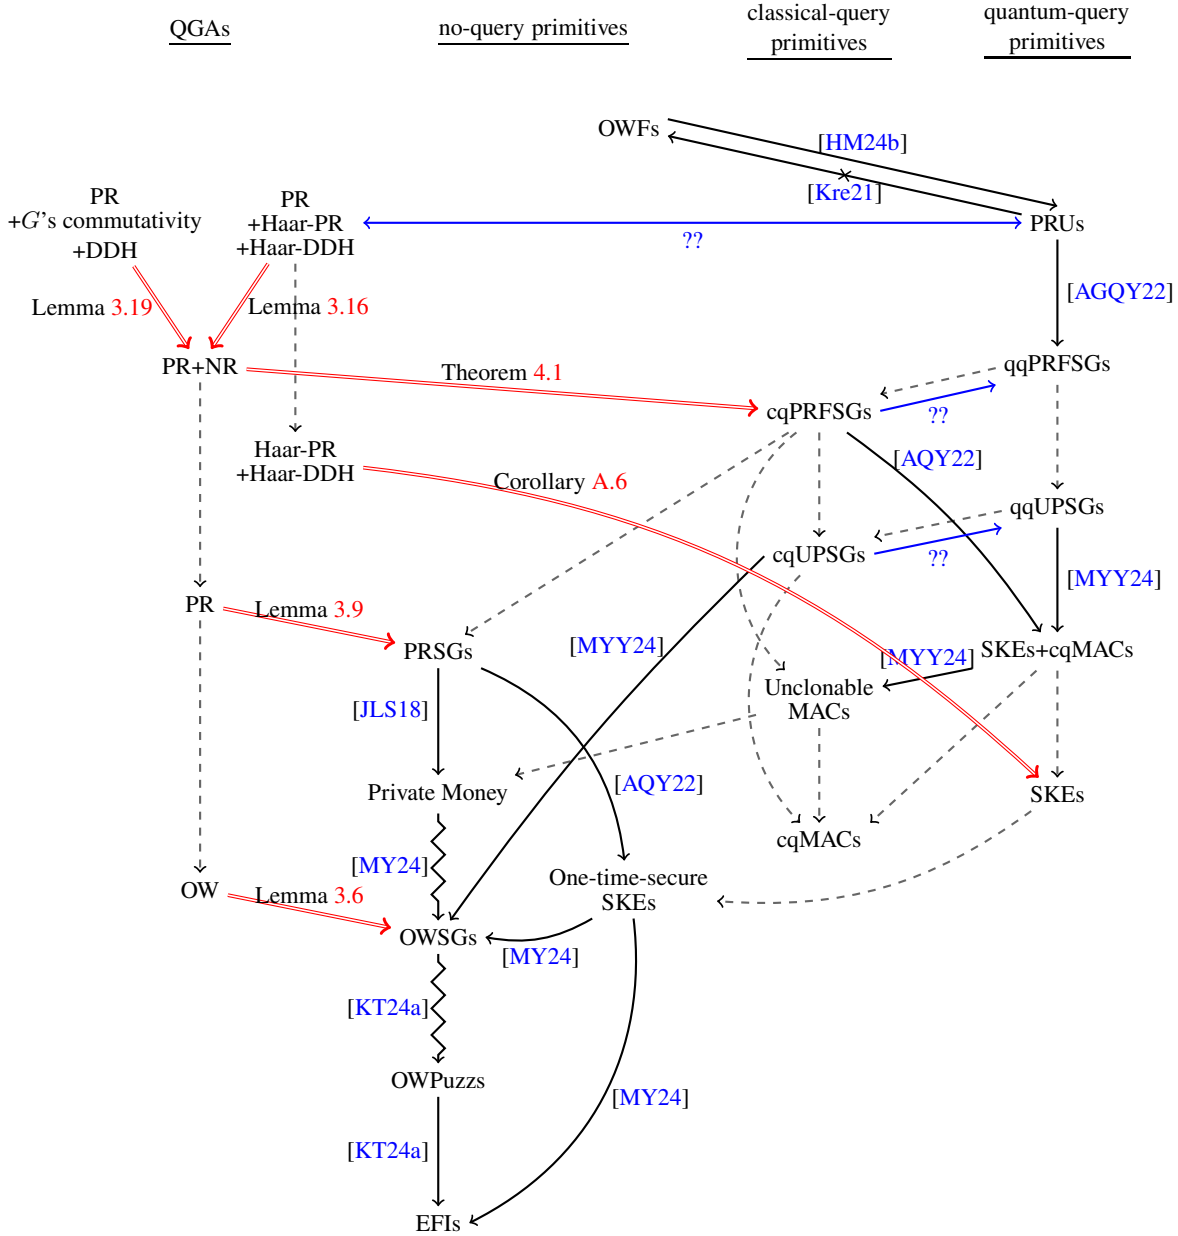 QGAs
no-query primitives
classical-query
primitives
quantum-query
primitives
OWFs
[HM24b]
[Kre21]
PR
+G's commutativity
+DDH
PR
+Haar-PR
+Haar-DDH
??
PRUs
Lemma 3.19
Lemma 3.16
[AGQY22]
PR+NR
Theorem 4.1
qqPRFSGs
cqPRFSGs
??
Haar-PR
+Haar-DDH
Corollary A.6
[AQY22]
qqUPSGs
cqUPSGs
??
[MYY24]
PR
Lemma 3.9
PRSGs
[MYY24]
[MYY24]
SKEs+cqMACs
Unclonable
MACs
[JLS18]
Private Money
[AQY22]
SKEs
cqMACs
[MY24]
OW
Lemma 3.6
One-time-secure
SKEs
OWSGs
[MY24]
[KT24a]
OWPuzzs
[MY24]
[KT24a]
EFIs